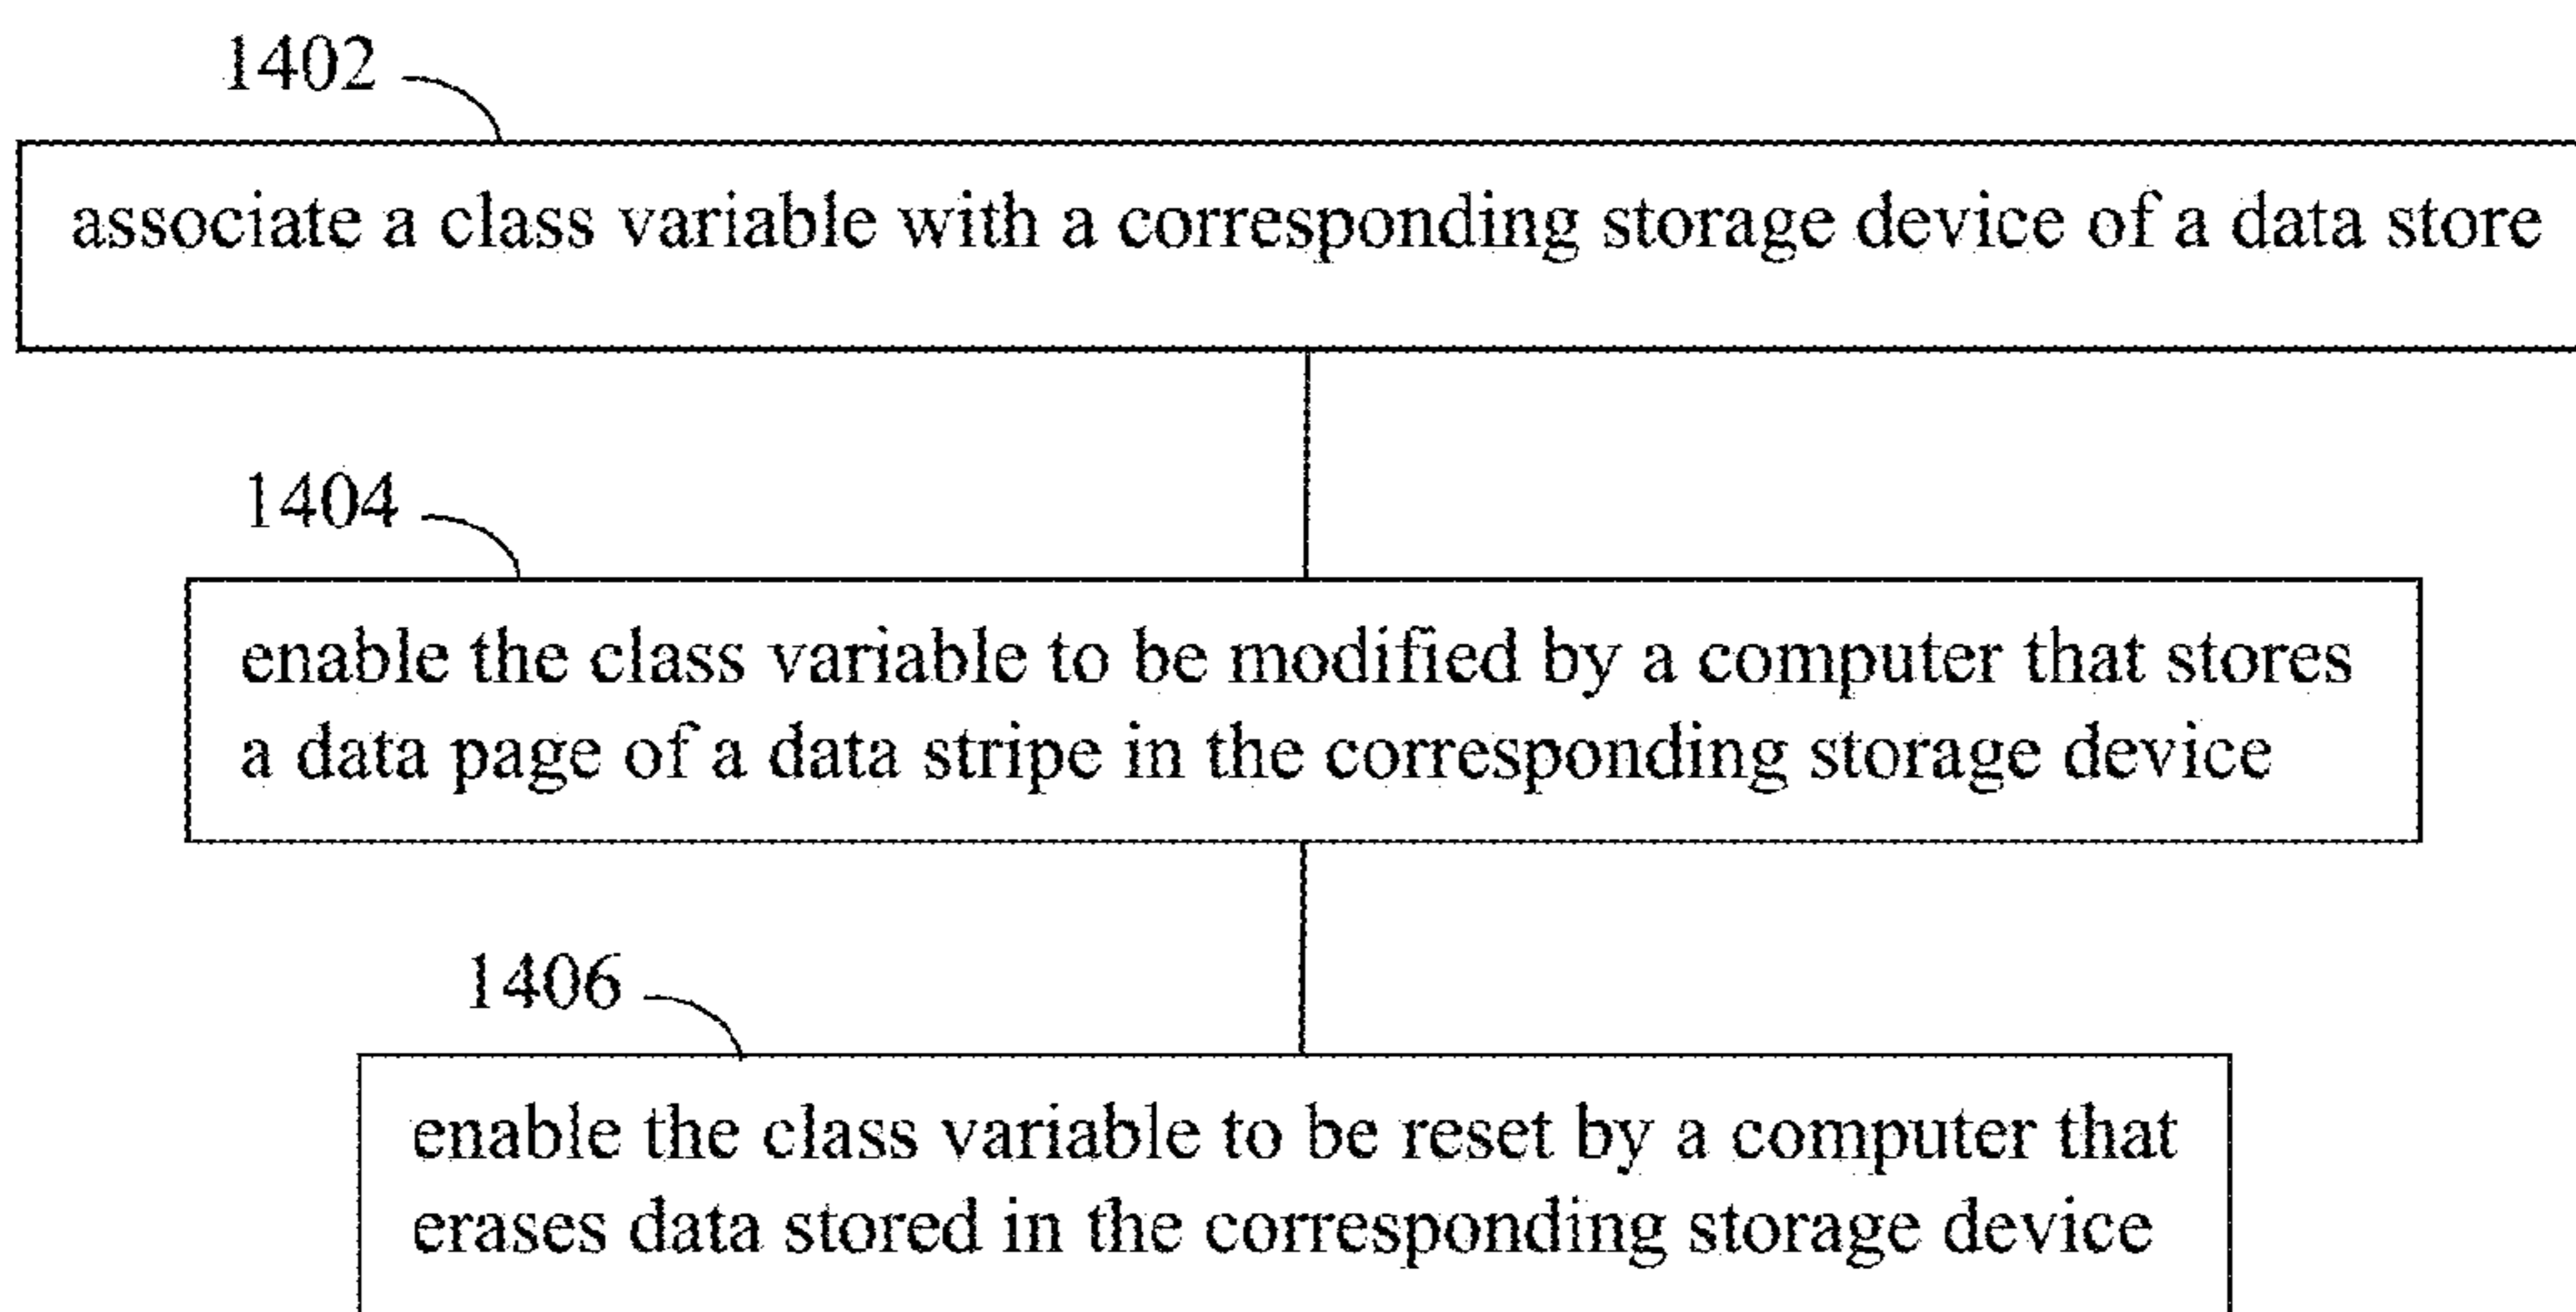 1402
associate a class variable with a corresponding storage device of a data store
1404
enable the class variable to be modified by a computer that stores
a data page of a data stripe in the corresponding storage device
1406
enable the class variable to be reset by a computer that
erases data stored in the corresponding storage device